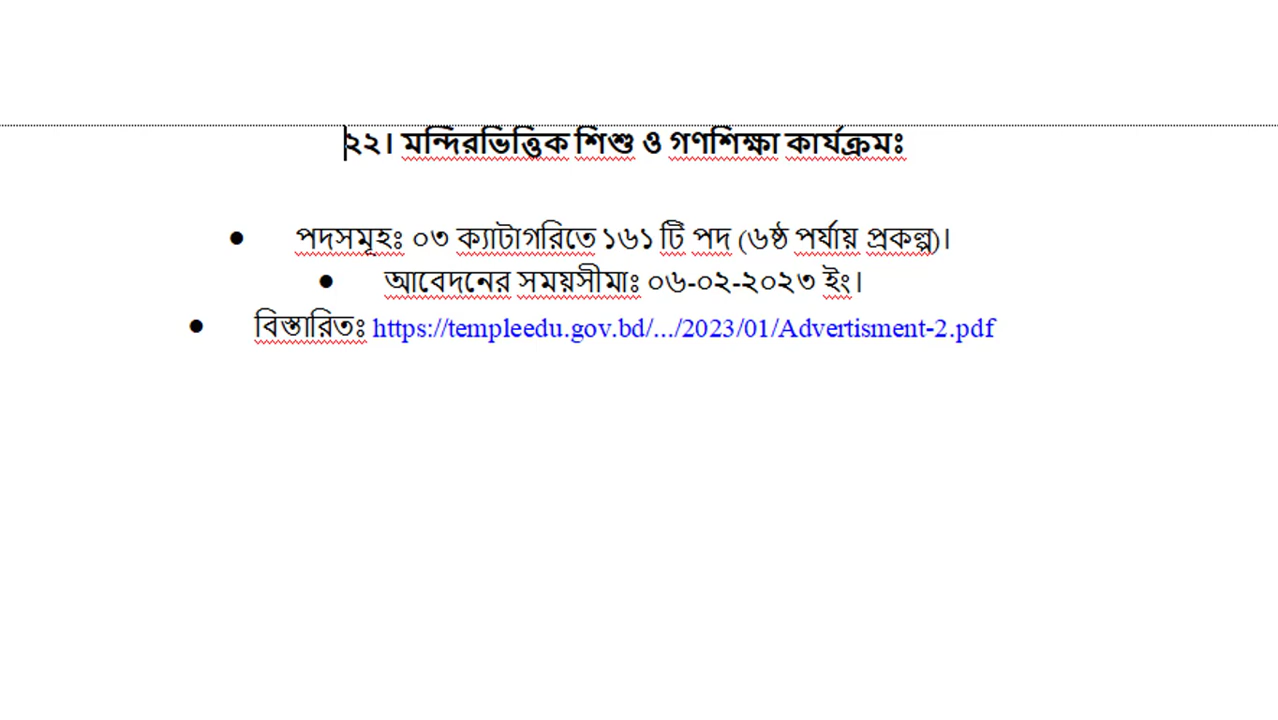 ২২। মন্দিরভিত্তিক শিশু ও গণশিক্ষা কার্যক্রমঃ
● পদসমূহঃ ০৩ ক্যাটাগরিতে ১৬১ টি পদ (৬ষ্ঠ পর্যায় প্রকল্প)।
● আবেদনের সময়সীমাঃ ০৬-০২-২০২৩ ইং।
● বিস্তারিতঃ https://templeedu.gov.bd/.../2023/01/Advertisment-2.pdf